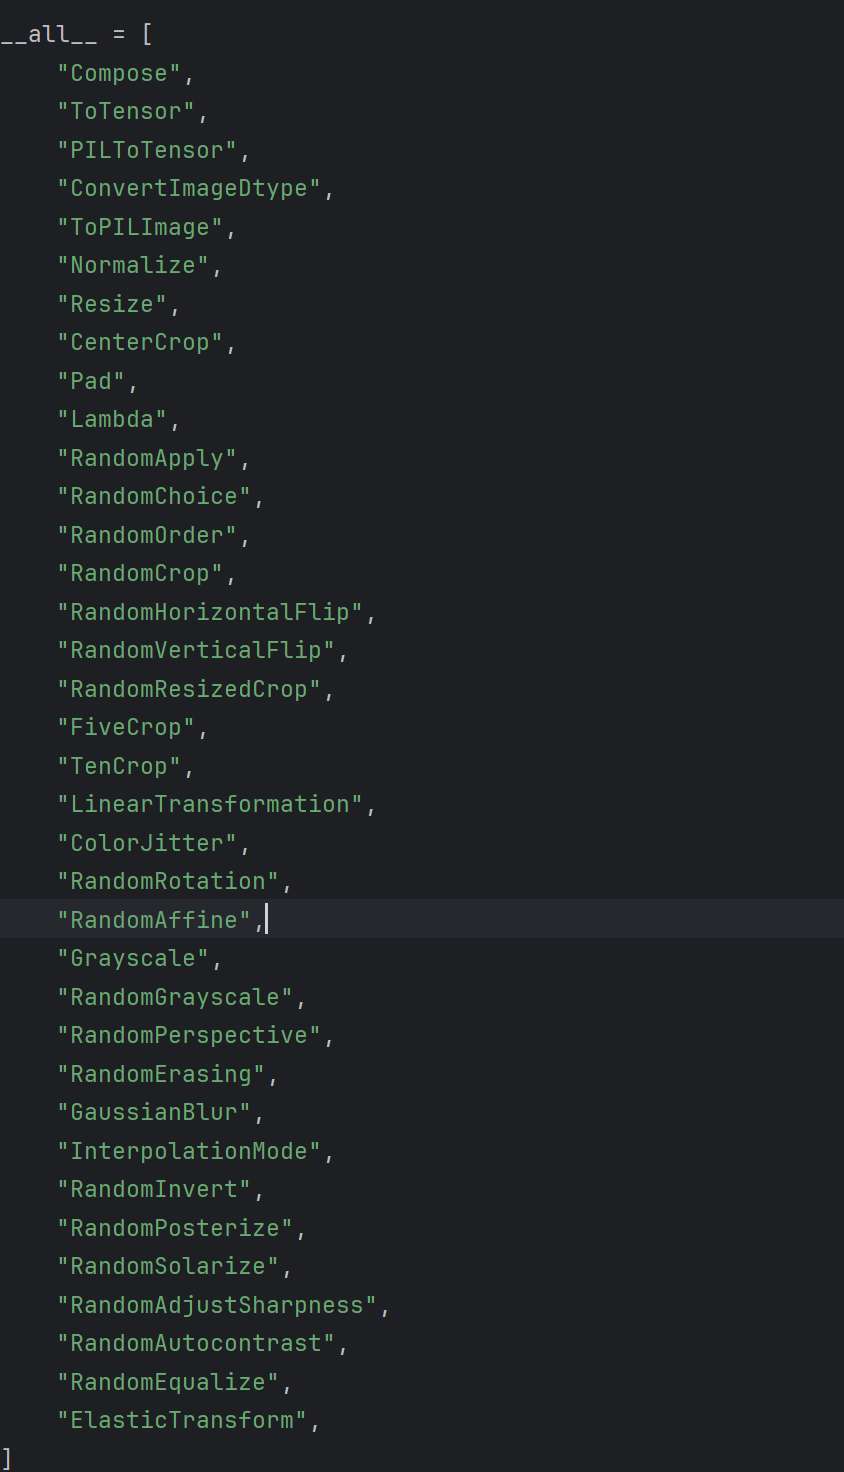 __all__ = [
    "Compose",
    "ToTensor",
    "PILToTensor",
    "ConvertImageDtype",
    "ToPILImage",
    "Normalize",
    "Resize",
    "CenterCrop",
    "Pad",
    "Lambda",
    "RandomApply",
    "RandomChoice",
    "RandomOrder",
    "RandomCrop",
    "RandomHorizontalFlip",
    "RandomVerticalFlip",
    "RandomResizedCrop",
    "FiveCrop",
    "TenCrop",
    "LinearTransformation",
    "ColorJitter",
    "RandomRotation",
    "RandomAffine",
    "Grayscale",
    "RandomGrayscale",
    "RandomPerspective",
    "RandomErasing",
    "GaussianBlur",
    "InterpolationMode",
    "RandomInvert",
    "RandomPosterize",
    "RandomSolarize",
    "RandomAdjustSharpness",
    "RandomAutocontrast",
    "RandomEqualize",
    "ElasticTransform",
]